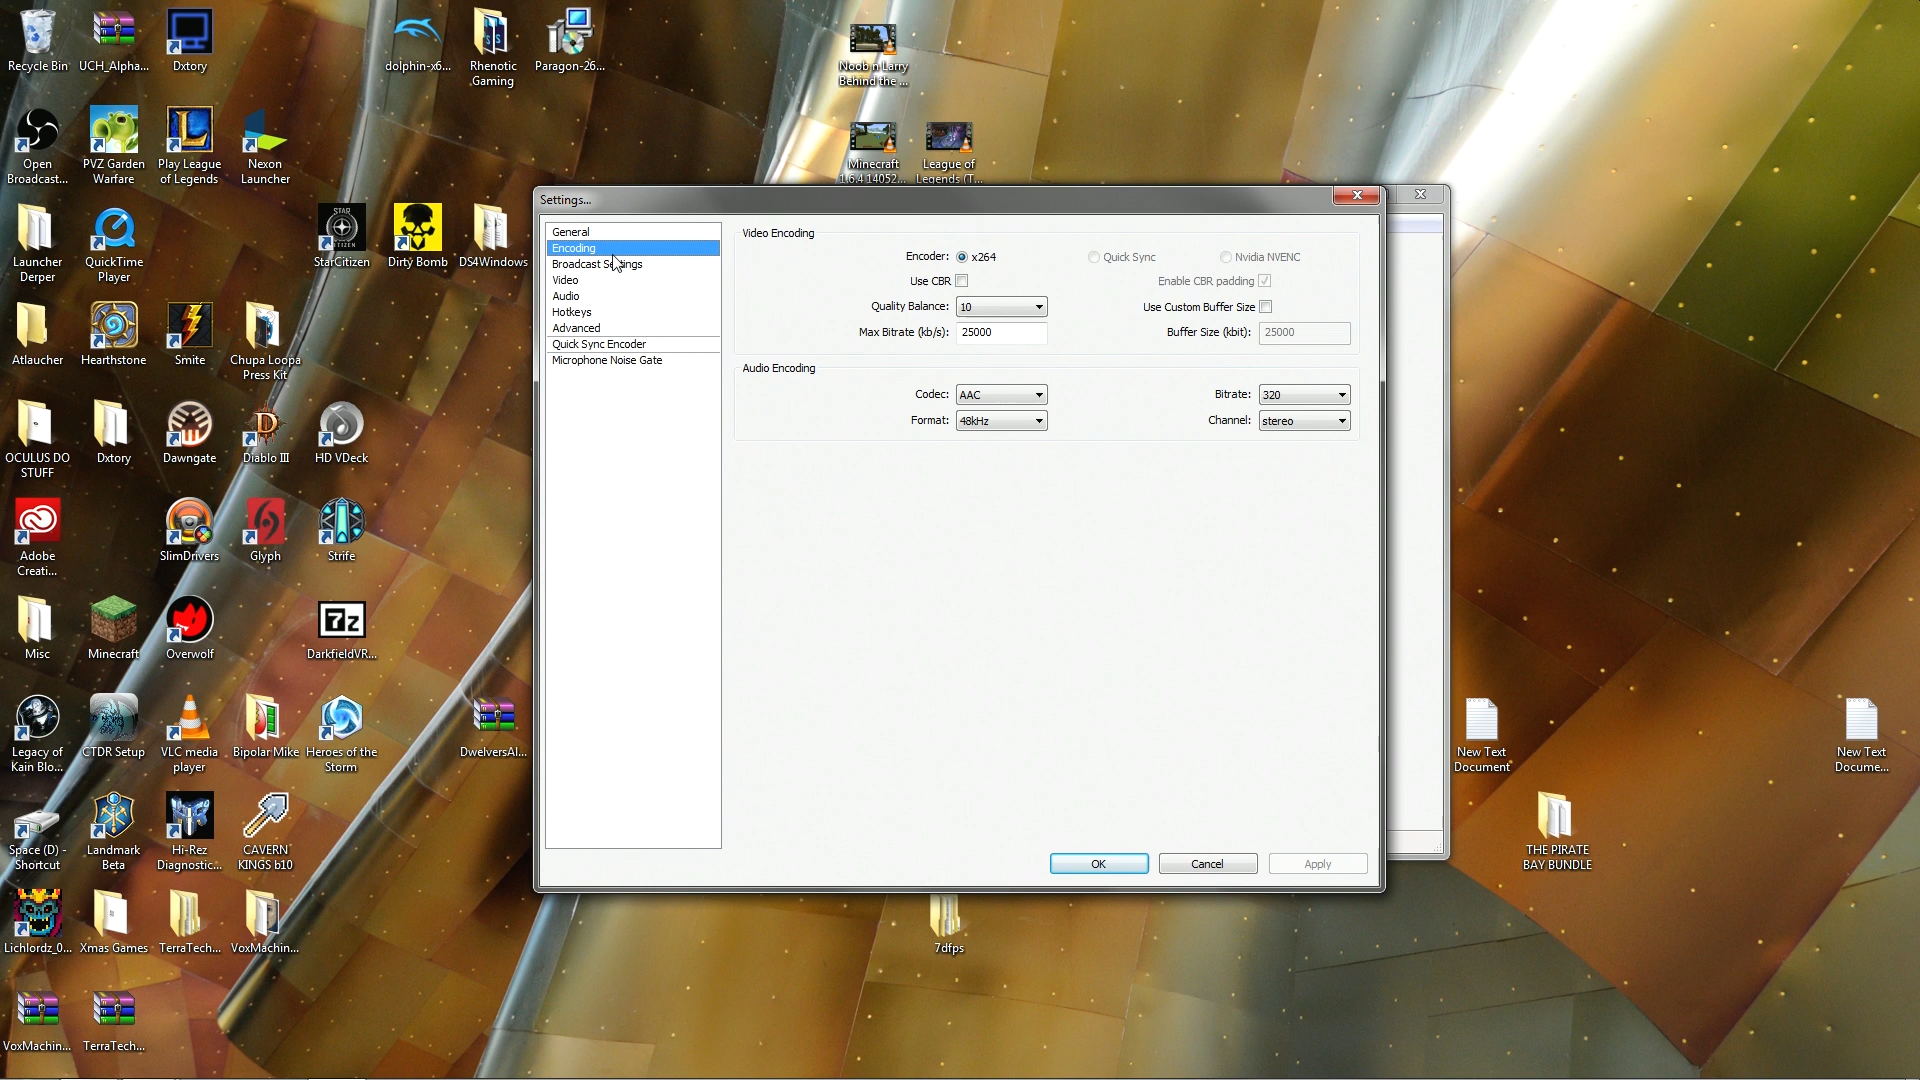 Recycle Bin
UCH_Alpha...
Dxtory
dolphin-x6...
Rhenotic
Gaming
Paragon-26...
Noob n Larry
Behind the ...
Open
Broadcast...
PVZ Garden
Warfare
Play League
of Legends
Nexon
Launcher
Minecraft
1.6.4 14052...
League of
Legends (T...
Launcher
Derper
QuickTime
Player
StarCitizen
Dirty Bomb
DS4Windows
Atlauncher
Hearthstone
Smite
Chupa Loopa
Press Kit
OCULUS DO
STUFF
Dxtory
Dawngate
Diablo III
HD VDeck
Adobe
Creati...
SlimDrivers
Glyph
Strife
Misc
Minecraft
Overwolf
7z
DarkfieldVR...
Legacy of
Kain Blo...
CTDR Setup
VLC media
player
Bipolar Mike
Heroes of the
Storm
DwelversAl...
Space (D) -
Shortcut
Landmark
Beta
Hi-Rez
Diagnostic...
CAVERN
KINGS b10
Lichlordz_0...
Xmas Games
TerraTech...
VoxMachin...
7dfps
VoxMachin...
TerraTech...
New Text
Document
New Text
Docume...
THE PIRATE
BAY BUNDLE
Settings...
General
Encoding
Broadcast Settings
Video
Audio
Hotkeys
Advanced
Quick Sync Encoder
Microphone Noise Gate
Video Encoding
Encoder: x264 Quick Sync Nvidia NVENC
Use CBR Enable CBR padding
Quality Balance: 10 Use Custom Buffer Size
Max Bitrate (kb/s): 25000 Buffer Size (kbit): 25000
Audio Encoding
Codec: AAC Bitrate: 320
Format: 48kHz Channel: stereo
OK Cancel Apply